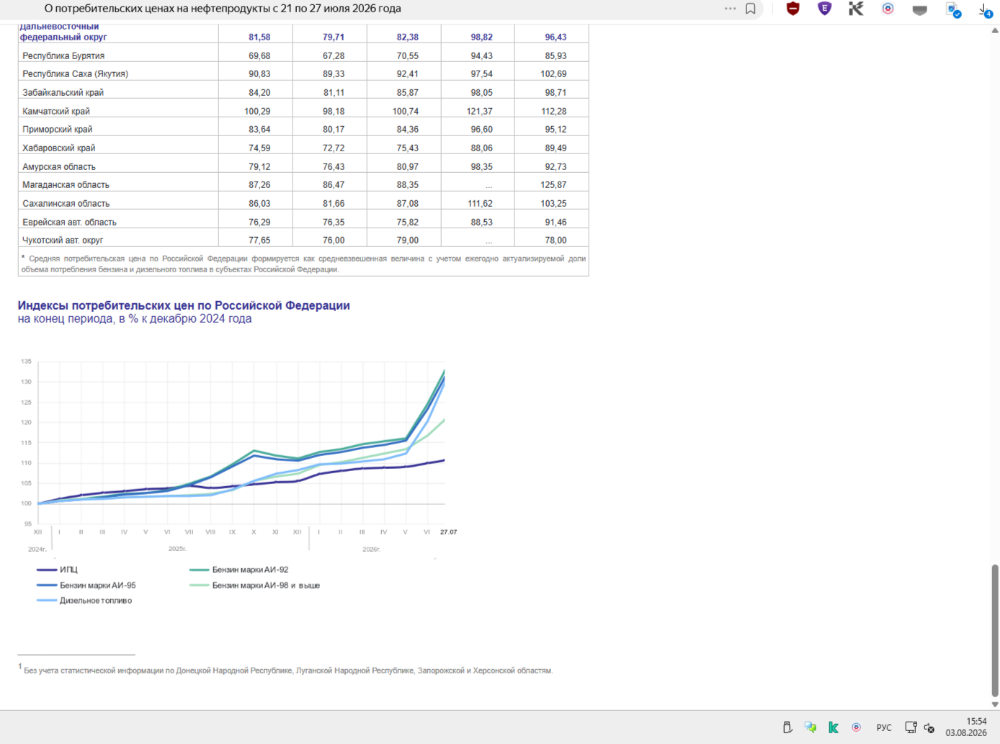 О потребительских ценах на нефтепродукты с 21 по 27 июля 2026 года
4
Дальневосточный
федеральный округ 81,58 79,71 82,38 98,82 96,43
Республика Бурятия 69,68 67,28 70,55 94,43 85,93
Республика Саха (Якутия) 90,83 89,33 92,41 97,54 102,69
Забайкальский край 84,20 81,11 85,87 98,05 98,71
Камчатский край 100,29 98,18 100,74 121,37 112,28
Приморский край 83,64 80,17 84,36 96,60 95,12
Хабаровский край 74,59 72,72 75,43 88,06 89,49
Амурская область 79,12 76,43 80,97 98,35 92,73
Магаданская область 87,26 86,47 88,35 ... 125,87
Сахалинская область 86,03 81,66 87,08 111,62 103,25
Еврейская авт. область 76,29 76,35 75,82 88,53 91,46
Чукотский авт. округ 77,65 76,00 79,00 ... 78,00
* Средняя потребительская цена по Российской Федерации формируется как средневзвешенная величина с учетом ежегодно актуализируемой доли
объема потребления бензина и дизельного топлива в субъектах Российской Федерации.
Индексы потребительских цен по Российской Федерации
на конец периода, в % к декабрю 2024 года
135
130
125
120
115
110
105
100
95
XII I II III IV V VI VII VIII IX X XI XII I II III IV V VI 27.07
2024г. 2025г. 2026г.
ИПЦ Бензин марки АИ-92
Бензин марки АИ-95 Бензин марки АИ-98 и выше
Дизельное топливо
1 Без учета статистической информации по Донецкой Народной Республике, Луганской Народной Республике, Запорожской и Херсонской областям.
РУС
15:54
03.08.2026